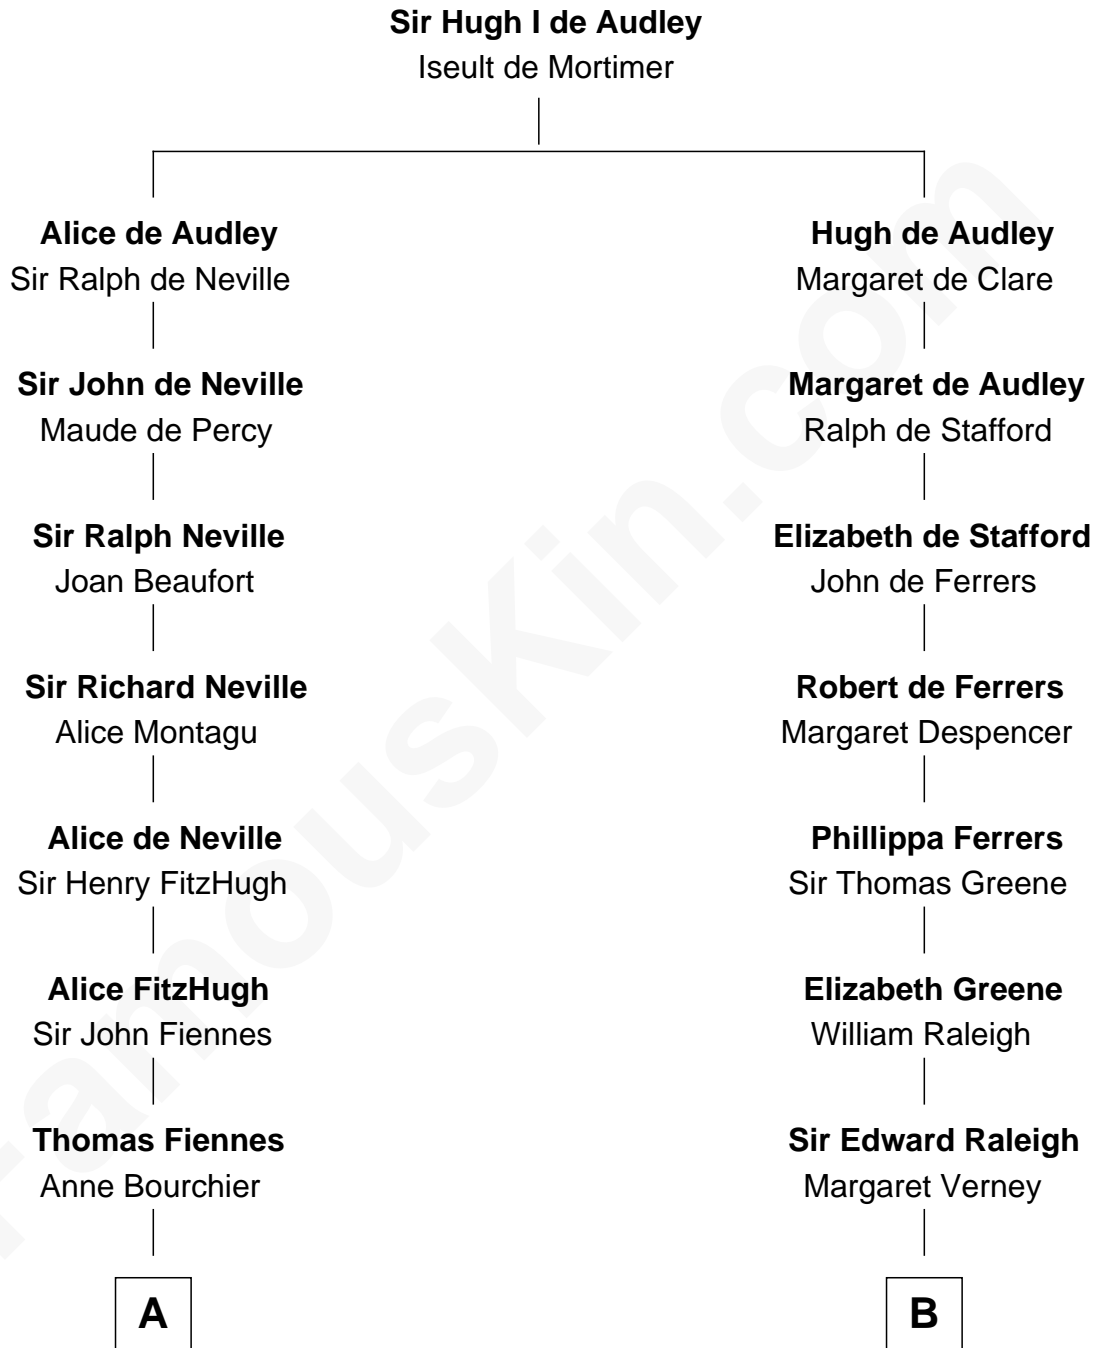 Sir Hugh I de Audley
Iseult de Mortimer
Alice de Audley
Sir Ralph de Neville
Hugh de Audley
Margaret de Clare
Sir John de Neville
Maude de Percy
Margaret de Audley
Ralph de Stafford
Sir Ralph Neville
Joan Beaufort
Elizabeth de Stafford
John de Ferrers
Sir Richard Neville
Alice Montagu
Robert de Ferrers
Margaret Despencer
Alice de Neville
Sir Henry FitzHugh
Phillippa Ferrers
Sir Thomas Greene
Alice FitzHugh
Sir John Fiennes
Elizabeth Greene
William Raleigh
Thomas Fiennes
Anne Bourchier
Sir Edward Raleigh
Margaret Verney
A
B
FamousKin.com